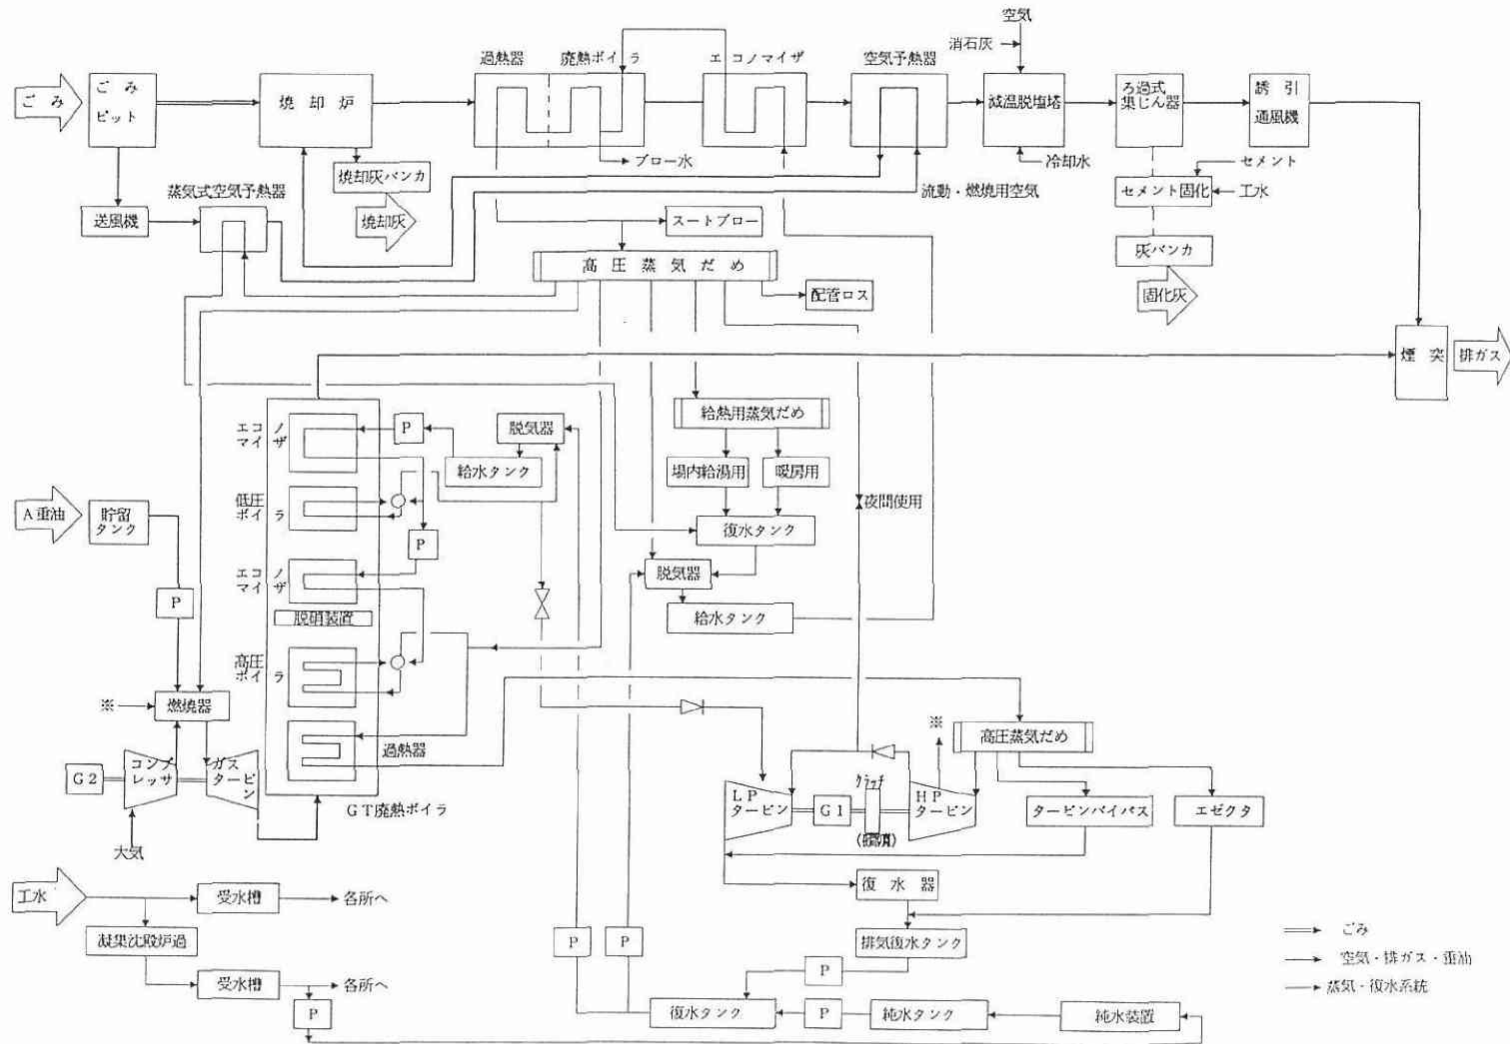 空気
消石灰
過熱器
廃熱ボイラ
エコノマイザ
空気予熱器
ごみ
ごみ
ピット
焼却炉
減温脱塩塔
ろ過式
集じん器
誘引
通風機
ブロー水
冷却水
セメント
焼却灰バンカ
流動・燃焼用空気
セメント固化
工水
蒸気式空気予熱器
送風機
焼却灰
スートブロー
灰バンカ
高圧蒸気だめ
配管ロス
固化灰
煙突
排ガス
エコノ
マイザ
P
脱気器
給熱用蒸気だめ
給水タンク
場内給湯用
暖房用
低圧
ボイラ
夜間使用
A重油
貯留
タンク
復水タンク
P
脱気器
エコノ
マイザ
P
給水タンク
脱硝装置
高圧
ボイラ
※
燃焼器
※
高圧蒸気だめ
過熱器
G2
コンプ
レッサ
ガス
タービ
ン
GT廃熱ボイラ
大気
LP
タービン
G1
クラッチ
HP
タービン
タービンバイパス
エゼクタ
復水器
工水
受水槽
各所へ
凝集沈殿炉過
P
P
排気復水タンク
ごみ
空気・排ガス・重油
蒸気・復水系統
受水槽
各所へ
P
P
復水タンク
P
純水タンク
純水装置